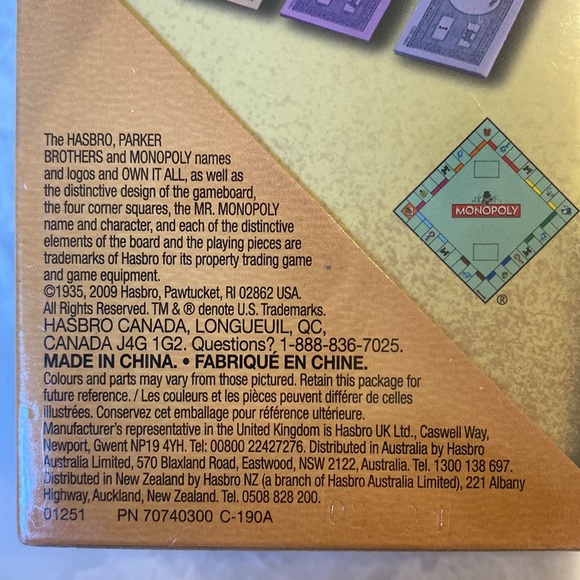 The HASBRO, PARKER
BROTHERS and MONOPOLY names
and logos and OWN IT ALL, as well as
the distinctive design of the gameboard,
the four corner squares, the MR. MONOPOLY
name and character, and each of the distinctive
elements of the board and the playing pieces are
trademarks of Hasbro for its property trading game
and game equipment.
©1935, 2009 Hasbro, Pawtucket, RI 02862 USA.
All Rights Reserved. TM & ® denote U.S. Trademarks.
HASBRO CANADA, LONGUEUIL, QC,
CANADA J4G 1G2. Questions? 1-888-836-7025.
MADE IN CHINA. • FABRIQUÉ EN CHINE.
Colours and parts may vary from those pictured. Retain this package for
future reference. / Les couleurs et les pièces peuvent différer de celles
illustrées. Conservez cet emballage pour référence ultérieure.
Manufacturer's representative in the United Kingdom is Hasbro UK Ltd., Caswell Way,
Newport, Gwent NP19 4YH. Tel: 00800 22427276. Distributed in Australia by Hasbro
Australia Limited, 570 Blaxland Road, Eastwood, NSW 2122, Australia. Tel. 1300 138 697.
Distributed in New Zealand by Hasbro NZ (a branch of Hasbro Australia Limited), 221 Albany
Highway, Auckland, New Zealand. Tel. 0508 828 200.
01251 PN 70740300 C-190A
MONOPOLY
®